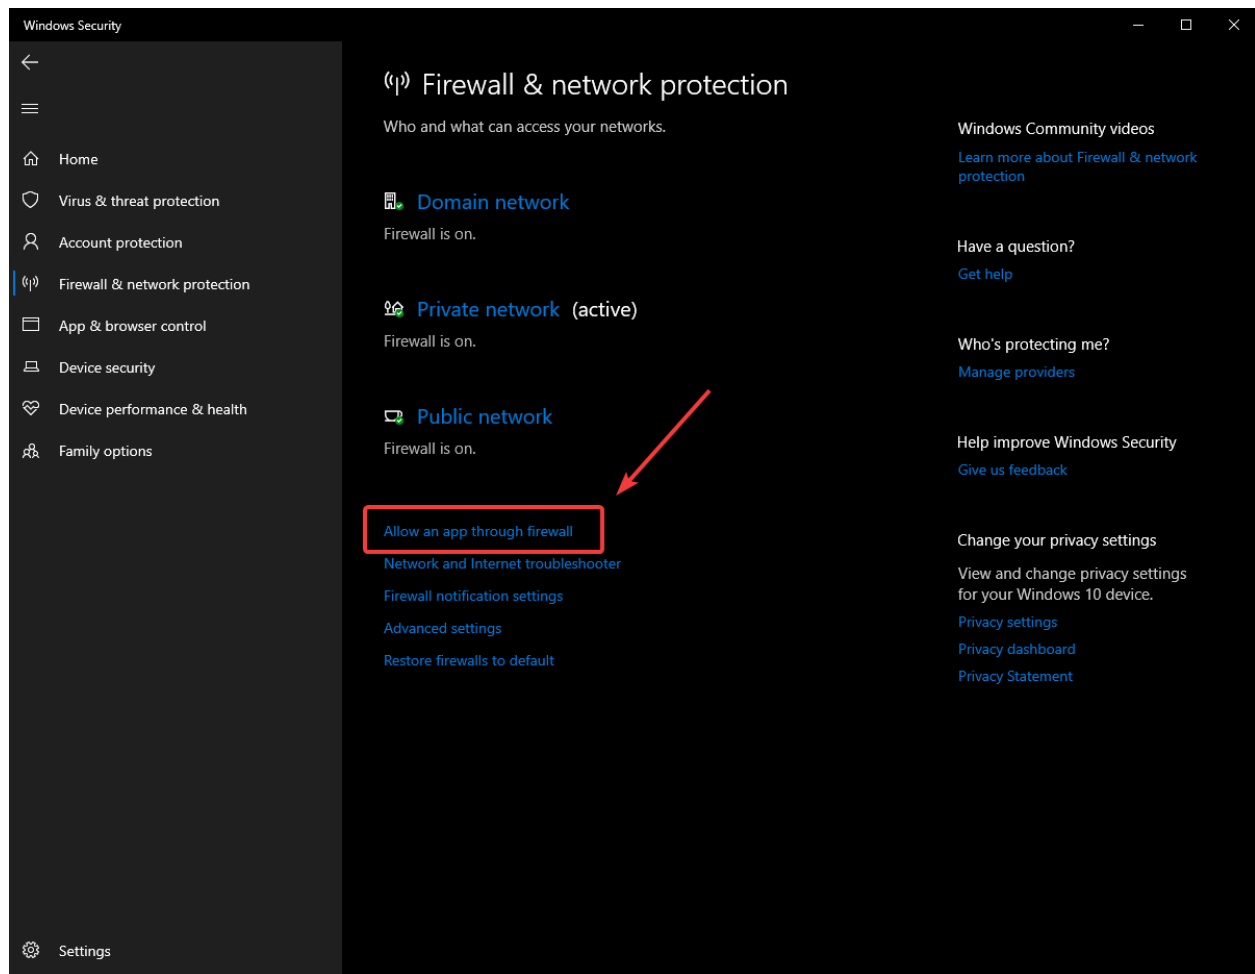 Windows Security
Home
Virus & threat protection
Account protection
Firewall & network protection
App & browser control
Device security
Device performance & health
Family options
Settings
Firewall & network protection
Who and what can access your networks.
Domain network
Firewall is on.
Private network (active)
Firewall is on.
Public network
Firewall is on.
Allow an app through firewall
Network and Internet troubleshooter
Firewall notification settings
Advanced settings
Restore firewalls to default
Windows Community videos
Learn more about Firewall & network
protection
Have a question?
Get help
Who's protecting me?
Manage providers
Help improve Windows Security
Give us feedback
Change your privacy settings
View and change privacy settings
for your Windows 10 device.
Privacy settings
Privacy dashboard
Privacy Statement